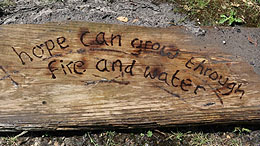 hope can grow through
fire and water